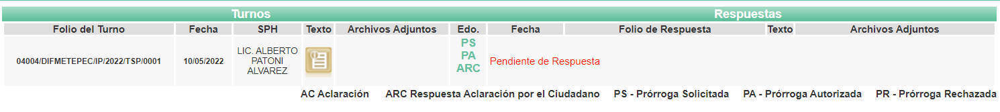 Turnos Respuestas
Folio del Turno Fecha SPH Texto Archivos Adjuntos Edo. Fecha Folio de Respuesta Texto Archivos Adjuntos
04004/DIFMETEPEC/IP/2022/TSP/0001 10/05/2022 LIC. ALBERTO
PATONI
ALVAREZ
PS
PA
ARC
Pendiente de Respuesta
AC Aclaración ARC Respuesta Aclaración por el Ciudadano PS - Prórroga Solicitada PA - Prórroga Autorizada PR - Prórroga Rechazada